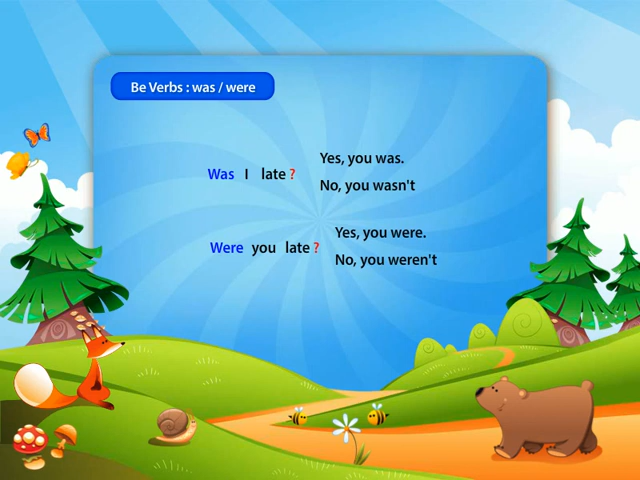 Be Verbs : was / were
Yes, you was.
Was I late ?
No, you wasn't
Yes, you were.
Were you late ?
No, you weren't